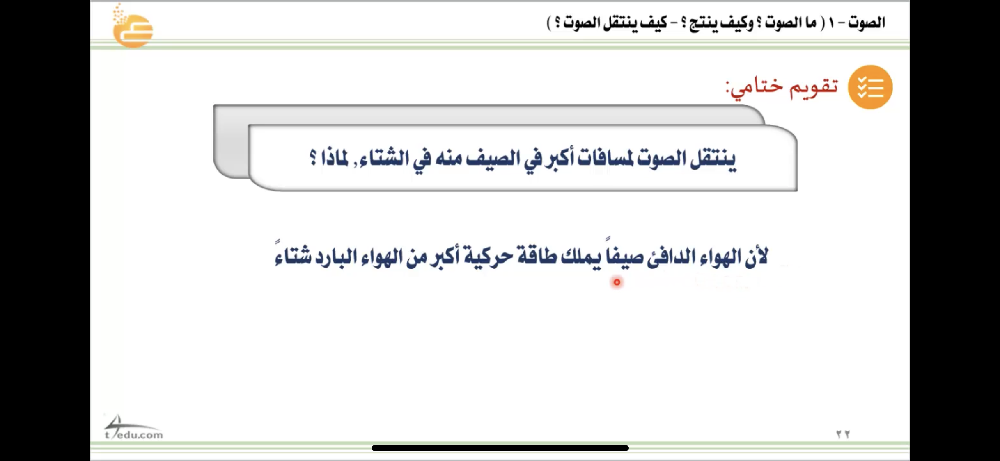 الصوت - ١ ( ما الصوت ؟ وكيف ينتج ؟ - كيف ينتقل الصوت ؟ )
تقويم ختامي:
ينتقل الصوت لمسافات أكبر في الصيف منه في الشتاء, لماذا ؟
لأن الهواء الدافئ صيفاً يملك طاقة حركية أكبر من الهواء البارد شتاءً
t4edu.com
٢٢